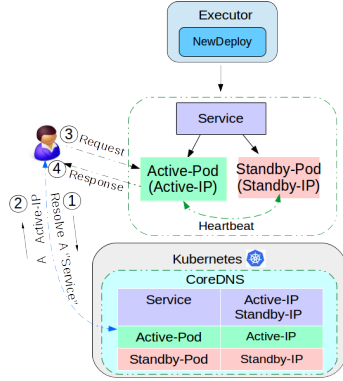 Executor
NewDeploy
Service
③ Request
④ Response
Active-Pod
(Active-IP)
Standby-Pod
(Standby-IP)
Heartbeat
①
Resolve A "Service"
②
A Active-IP
Kubernetes
CoreDNS
Service
Active-IP
Standby-IP
Active-Pod
Active-IP
Standby-Pod
Standby-IP